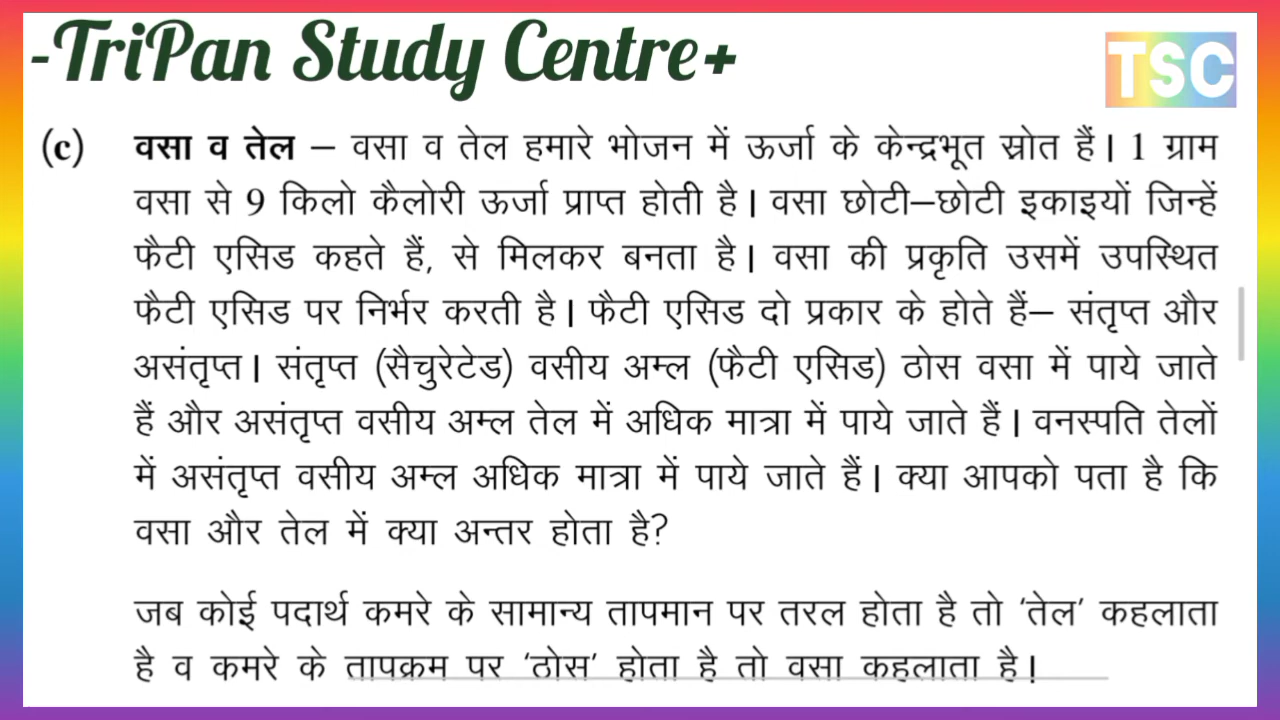 -TriPan Study Centre+
TSC
(c) वसा व तेल – वसा व तेल हमारे भोजन में ऊर्जा के केन्द्रभूत स्रोत हैं। 1 ग्राम
वसा से 9 किलो कैलोरी ऊर्जा प्राप्त होती है। वसा छोटी–छोटी इकाइयों जिन्हें
फैटी एसिड कहते हैं, से मिलकर बनता है। वसा की प्रकृति उसमें उपस्थित
फैटी एसिड पर निर्भर करती है। फैटी एसिड दो प्रकार के होते हैं– संतृप्त और
असंतृप्त। संतृप्त (सैचुरेटेड) वसीय अम्ल (फैटी एसिड) ठोस वसा में पाये जाते
हैं और असंतृप्त वसीय अम्ल तेल में अधिक मात्रा में पाये जाते हैं। वनस्पति तेलों
में असंतृप्त वसीय अम्ल अधिक मात्रा में पाये जाते हैं। क्या आपको पता है कि
वसा और तेल में क्या अन्तर होता है?
जब कोई पदार्थ कमरे के सामान्य तापमान पर तरल होता है तो ‘तेल’ कहलाता
है व कमरे के तापक्रम पर ‘ठोस’ होता है तो वसा कहलाता है।